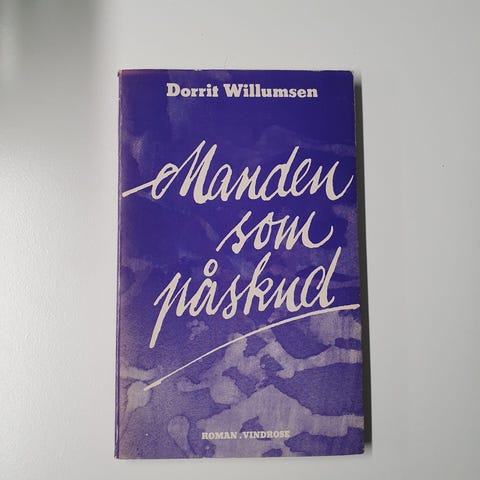 Dorrit Willumsen
Manden
som
påskud
ROMAN . VINDROSE